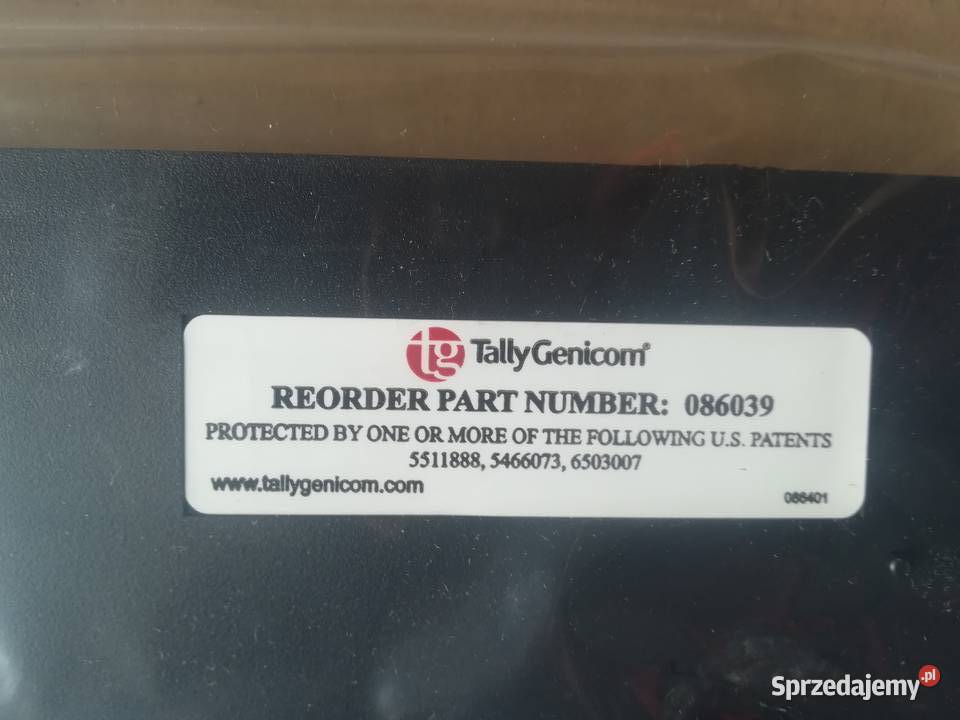 tg TallyGenicom®
REORDER PART NUMBER: 086039
PROTECTED BY ONE OR MORE OF THE FOLLOWING U.S. PATENTS
5511888, 5466073, 6503007
www.tallygenicom.com
086401
Sprzedajemy.pl